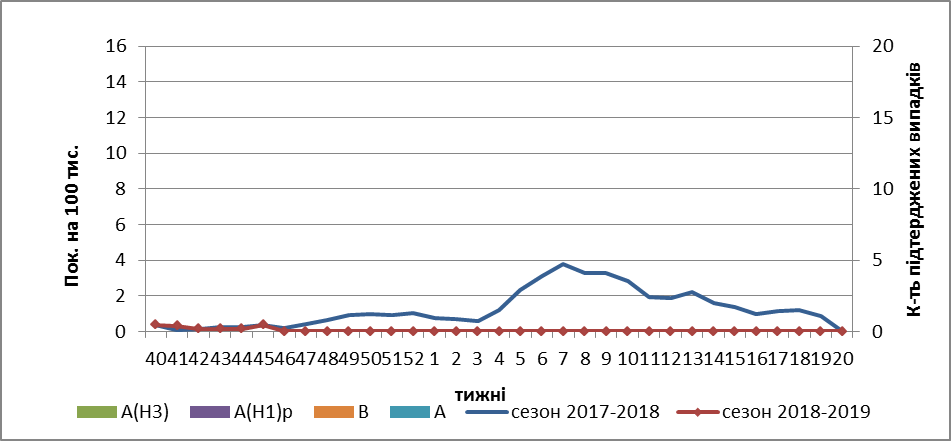 16
14
12
10
8
6
4
2
0
Пок. на 100 тис.
20
15
10
5
0
К-ть підтерджених випадків
40 41 42 43 44 45 46 47 48 49 50 51 52 1 2 3 4 5 6 7 8 9 10 11 12 13 14 15 16 17 18 19 20
тижні
А(Н3) А(Н1)р В А сезон 2017-2018 сезон 2018-2019